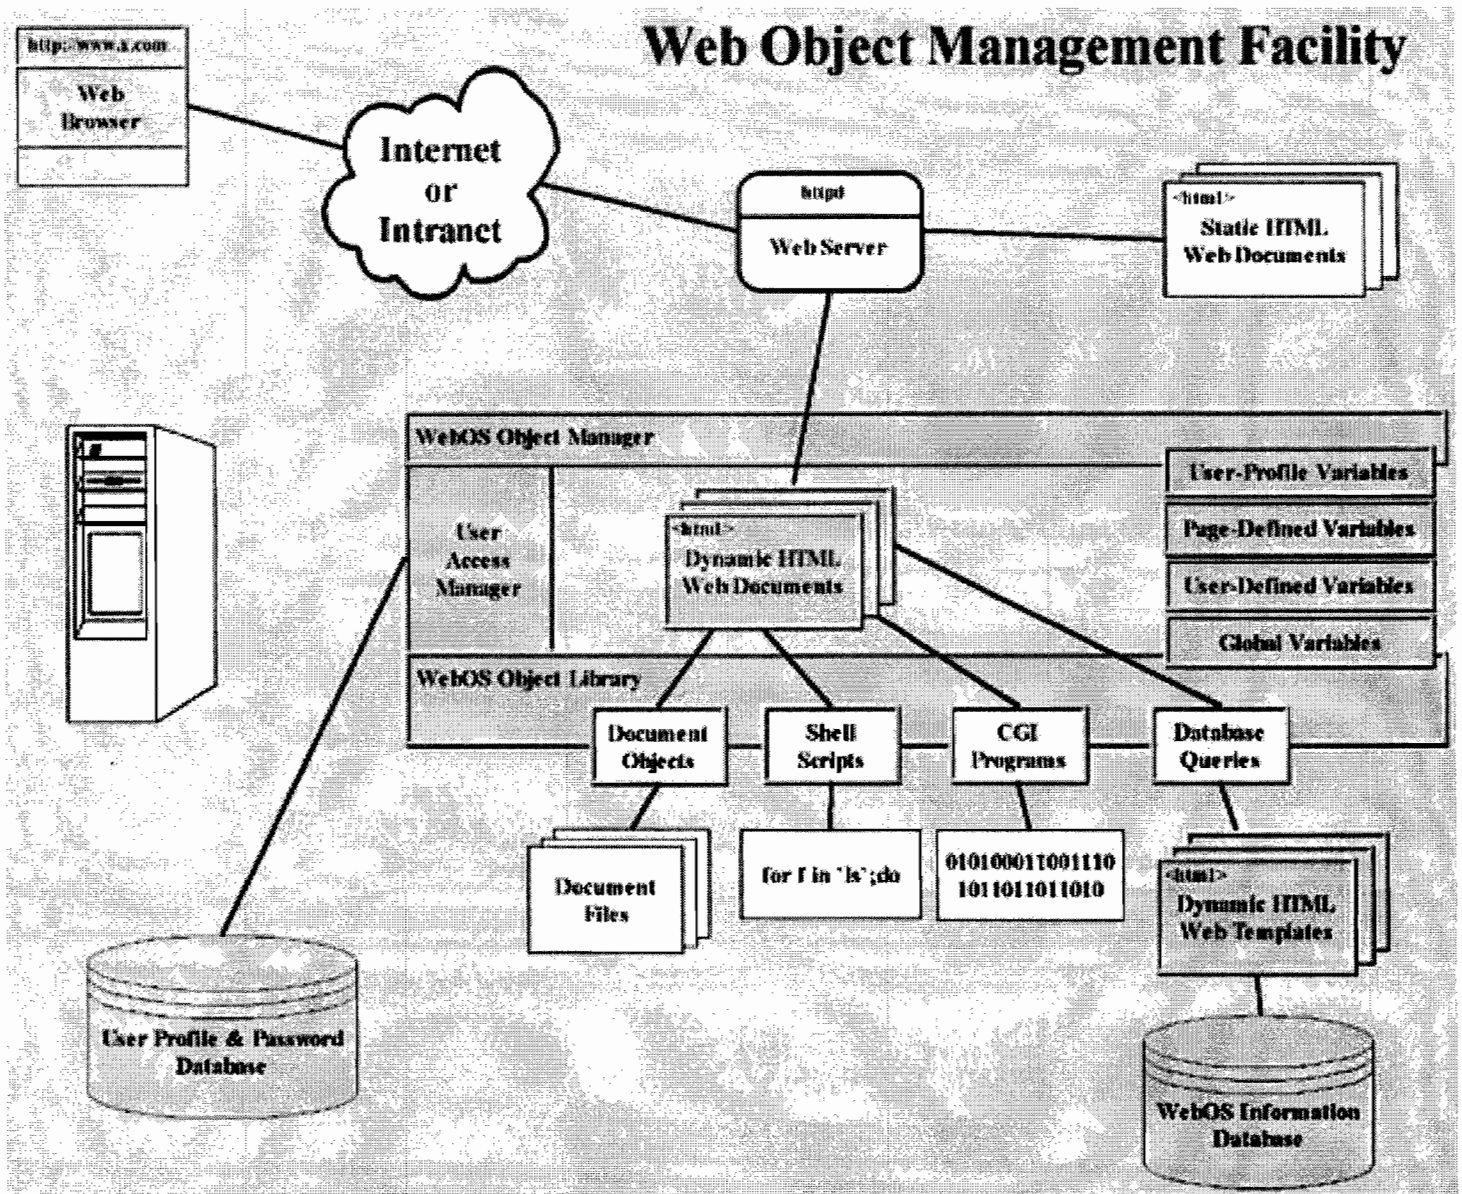 Web Object Management Facility
http://www.x.com
Web
Browser
Internet
or
Intranet
httpd
Web Server
<html>
Static HTML
Web Documents
WebOS Object Manager
User
Access
Manager
<html>
Dynamic HTML
Web Documents
User-Profile Variables
Page-Defined Variables
User-Defined Variables
Global Variables
WebOS Object Library
Document
Objects
Shell
Scripts
CGI
Programs
Database
Queries
Document
Files
for f in `ls`;do
010100011001110
1011011011010
<html>
Dynamic HTML
Web Templates
User Profile & Password
Database
WebOS Information
Database